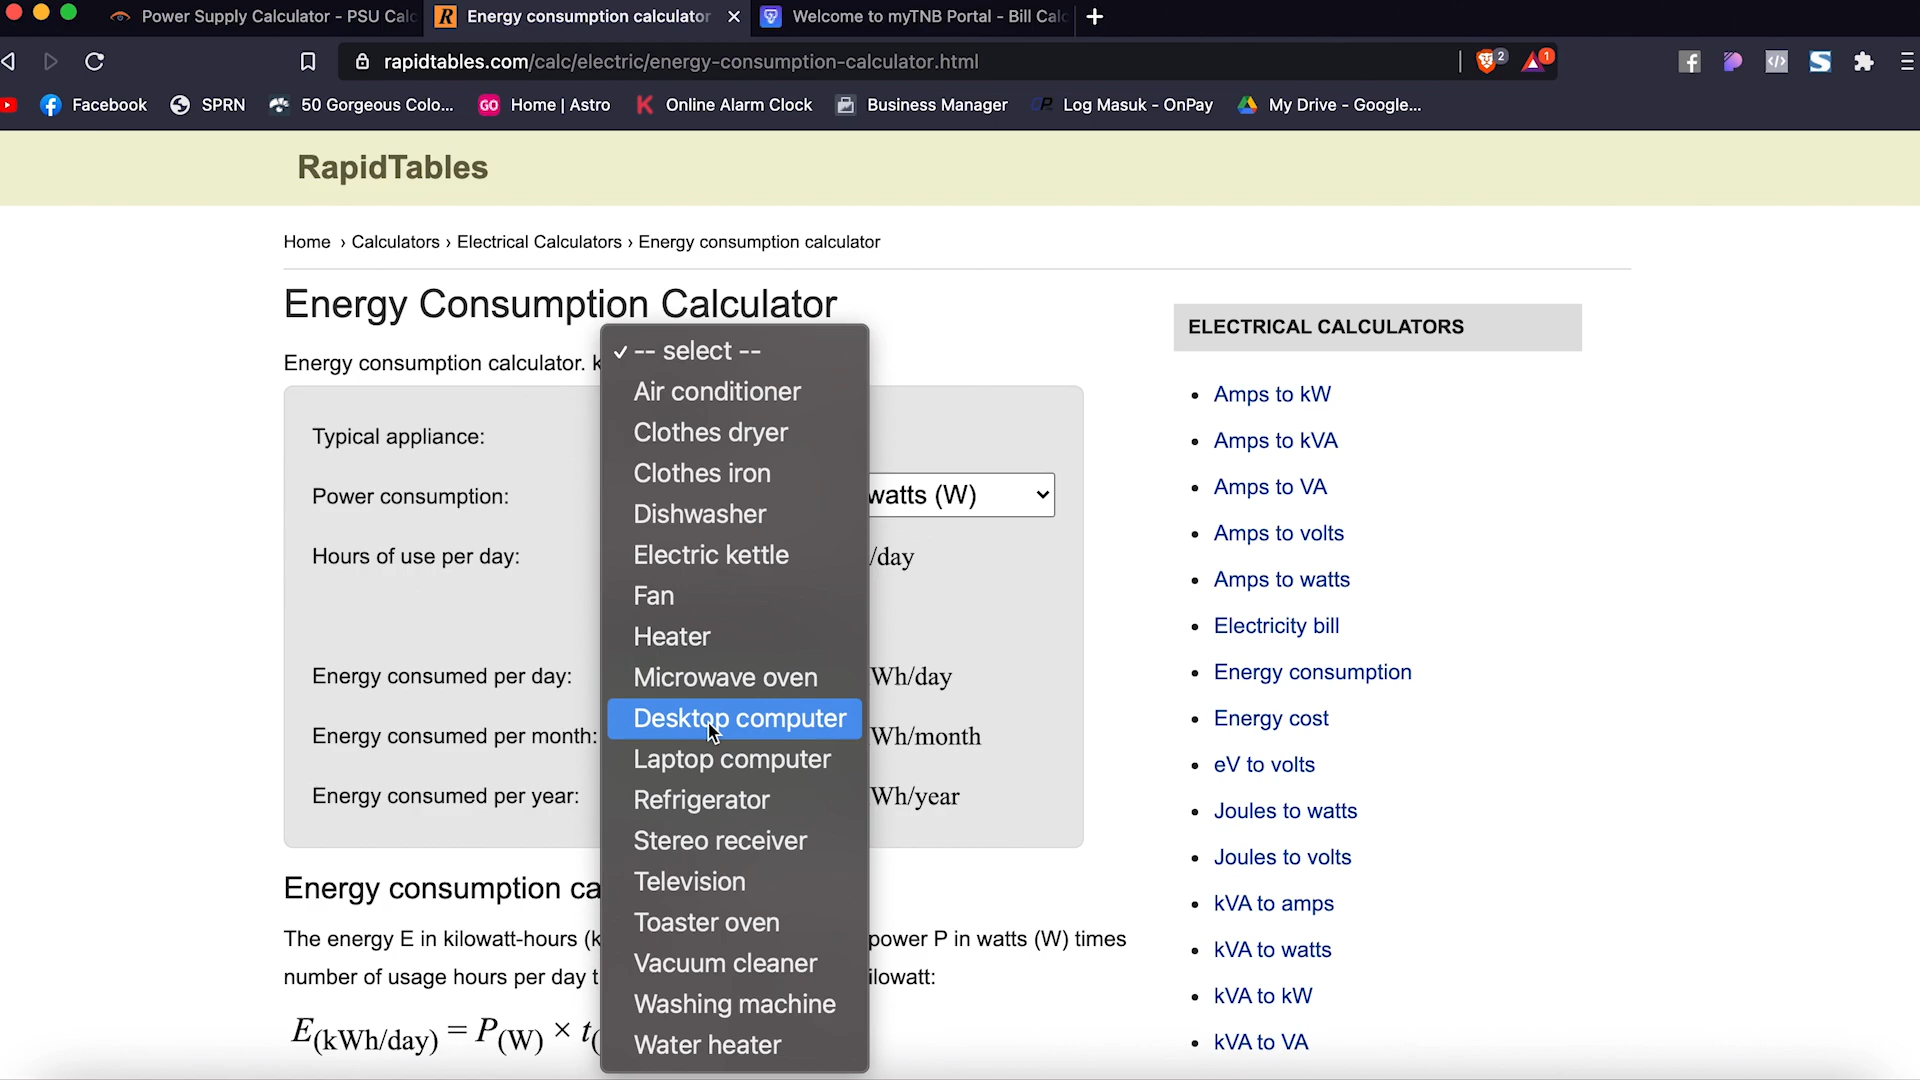 Power Supply Calculator - PSU Calc
Energy consumption calculator
Welcome to myTNB Portal - Bill Calc
rapidtables.com/calc/electric/energy-consumption-calculator.html
2
1
Facebook
SPRN
50 Gorgeous Colo...
GO Home | Astro
Online Alarm Clock
Business Manager
Log Masuk - OnPay
My Drive - Google...
RapidTables
Home › Calculators › Electrical Calculators › Energy consumption calculator
Energy Consumption Calculator
Energy consumption calculator. k
Typical appliance:
Power consumption:
watts (W)
Hours of use per day:
/day
Energy consumed per day:
Wh/day
Energy consumed per month:
Wh/month
Energy consumed per year:
Wh/year
✓ -- select --
Air conditioner
Clothes dryer
Clothes iron
Dishwasher
Electric kettle
Fan
Heater
Microwave oven
Desktop computer
Laptop computer
Refrigerator
Stereo receiver
Television
Toaster oven
Vacuum cleaner
Washing machine
Water heater
Energy consumption ca
The energy E in kilowatt-hours (k
power P in watts (W) times
number of usage hours per day t
ilowatt:
E(kWh/day) = P(W) × t(
ELECTRICAL CALCULATORS
• Amps to kW
• Amps to kVA
• Amps to VA
• Amps to volts
• Amps to watts
• Electricity bill
• Energy consumption
• Energy cost
• eV to volts
• Joules to watts
• Joules to volts
• kVA to amps
• kVA to watts
• kVA to kW
• kVA to VA